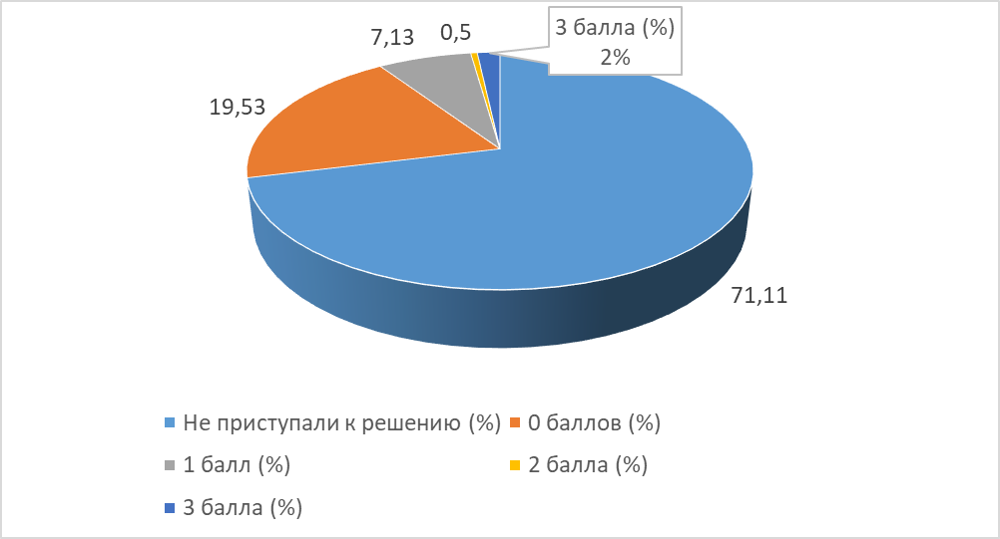 3 балла (%)
2%
0,5
7,13
19,53
71,11
Не приступали к решению (%)
0 баллов (%)
1 балл (%)
2 балла (%)
3 балла (%)